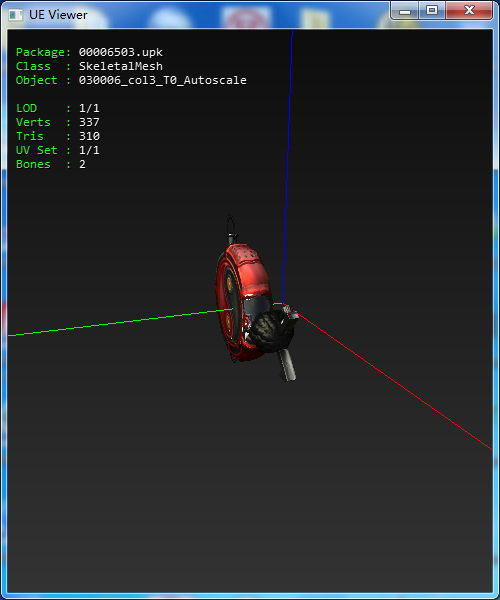 UE Viewer
Package: 00006503.upk
Class : SkeletalMesh
Object : 030006_col3_T0_Autoscale
LOD : 1/1
Verts : 337
Tris : 310
UV Set : 1/1
Bones : 2